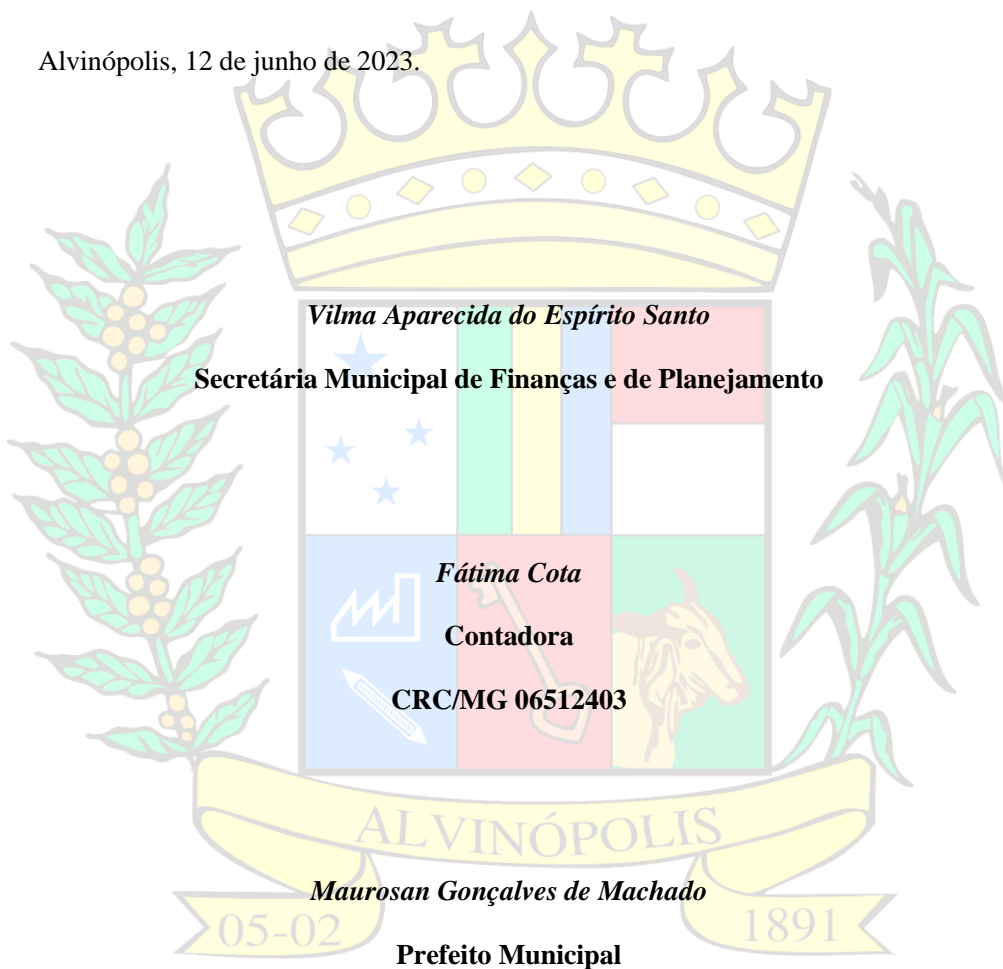 Alvinópolis, 12 de junho de 2023.
Vilma Aparecida do Espírito Santo
Secretária Municipal de Finanças e de Planejamento
Fátima Cota
Contadora
CRC/MG 06512403
ALVINÓPOLIS
Maurosan Gonçalves de Machado
05-02
1891
Prefeito Municipal